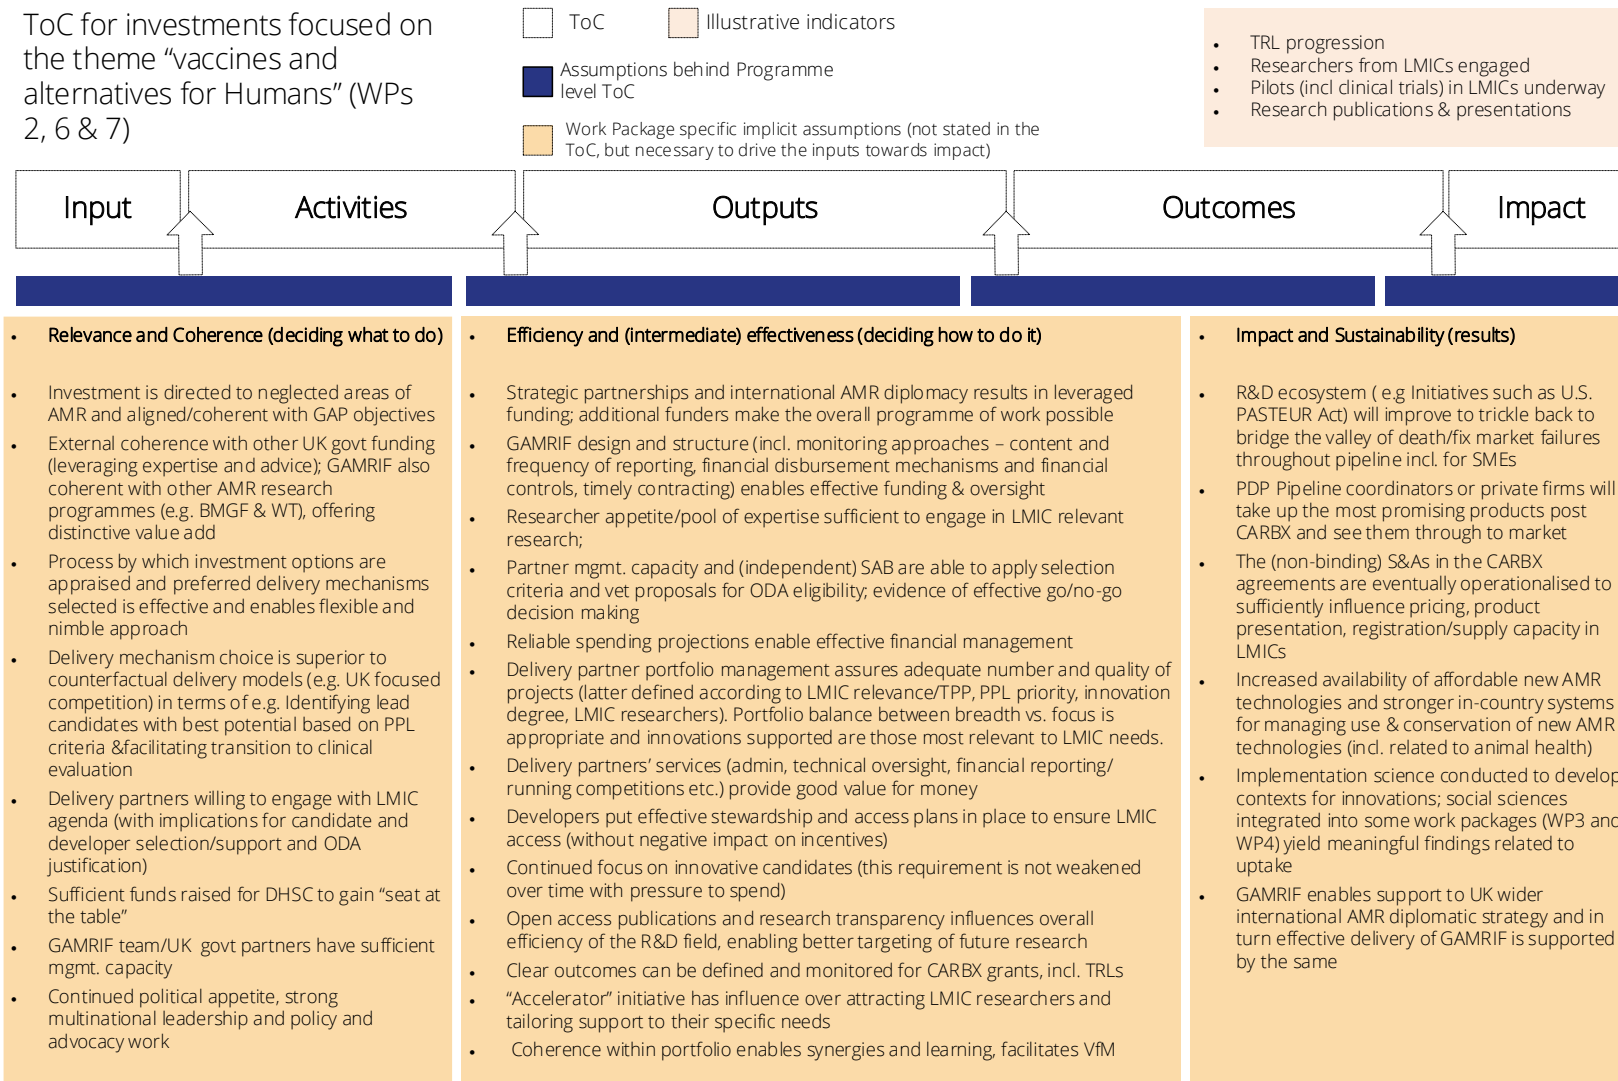 ToC for investments focused on
the theme “vaccines and
alternatives for Humans” (WPs
2, 6 & 7)
ToC
Illustrative indicators
Assumptions behind Programme
level ToC
Work Package specific implicit assumptions (not stated in the
ToC, but necessary to drive the inputs towards impact)
• TRL progression
• Researchers from LMICs engaged
• Pilots (incl clinical trials) in LMICs underway
• Research publications & presentations
Input
Activities
Outputs
Outcomes
Impact
• Relevance and Coherence (deciding what to do)
• Investment is directed to neglected areas of
AMR and aligned/coherent with GAP objectives
• External coherence with other UK govt funding
(leveraging expertise and advice); GAMRIF also
coherent with other AMR research
programmes (e.g. BMGF & WT), offering
distinctive value add
• Process by which investment options are
appraised and preferred delivery mechanisms
selected is effective and enables flexible and
nimble approach
• Delivery mechanism choice is superior to
counterfactual delivery models (e.g. UK focused
competition) in terms of e.g. Identifying lead
candidates with best potential based on PPL
criteria &facilitating transition to clinical
evaluation
• Delivery partners willing to engage with LMIC
agenda (with implications for candidate and
developer selection/support and ODA
justification)
• Sufficient funds raised for DHSC to gain “seat at
the table”
• GAMRIF team/UK govt partners have sufficient
mgmt. capacity
• Continued political appetite, strong
multinational leadership and policy and
advocacy work
• Efficiency and (intermediate) effectiveness (deciding how to do it)
• Strategic partnerships and international AMR diplomacy results in leveraged
funding; additional funders make the overall programme of work possible
• GAMRIF design and structure (incl. monitoring approaches – content and
frequency of reporting, financial disbursement mechanisms and financial
controls, timely contracting) enables effective funding & oversight
• Researcher appetite/pool of expertise sufficient to engage in LMIC relevant
research;
• Partner mgmt. capacity and (independent) SAB are able to apply selection
criteria and vet proposals for ODA eligibility; evidence of effective go/no-go
decision making
• Reliable spending projections enable effective financial management
• Delivery partner portfolio management assures adequate number and quality of
projects (latter defined according to LMIC relevance/TPP, PPL priority, innovation
degree, LMIC researchers). Portfolio balance between breadth vs. focus is
appropriate and innovations supported are those most relevant to LMIC needs.
• Delivery partners’ services (admin, technical oversight, financial reporting/
running competitions etc.) provide good value for money
• Developers put effective stewardship and access plans in place to ensure LMIC
access (without negative impact on incentives)
• Continued focus on innovative candidates (this requirement is not weakened
over time with pressure to spend)
• Open access publications and research transparency influences overall
efficiency of the R&D field, enabling better targeting of future research
• Clear outcomes can be defined and monitored for CARBX grants, incl. TRLs
• “Accelerator” initiative has influence over attracting LMIC researchers and
tailoring support to their specific needs
• Coherence within portfolio enables synergies and learning, facilitates VfM
• Impact and Sustainability (results)
• R&D ecosystem ( e.g Initiatives such as U.S.
PASTEUR Act) will improve to trickle back to
bridge the valley of death/fix market failures
throughout pipeline incl. for SMEs
• PDP Pipeline coordinators or private firms will
take up the most promising products post
CARBX and see them through to market
• The (non-binding) S&As in the CARBX
agreements are eventually operationalised to
sufficiently influence pricing, product
presentation, registration/supply capacity in
LMICs
• Increased availability of affordable new AMR
technologies and stronger in-country systems
for managing use & conservation of new AMR
technologies (incl. related to animal health)
• Implementation science conducted to develop
contexts for innovations; social sciences
integrated into some work packages (WP3 and
WP4) yield meaningful findings related to
uptake
• GAMRIF enables support to UK wider
international AMR diplomatic strategy and in
turn effective delivery of GAMRIF is supported
by the same